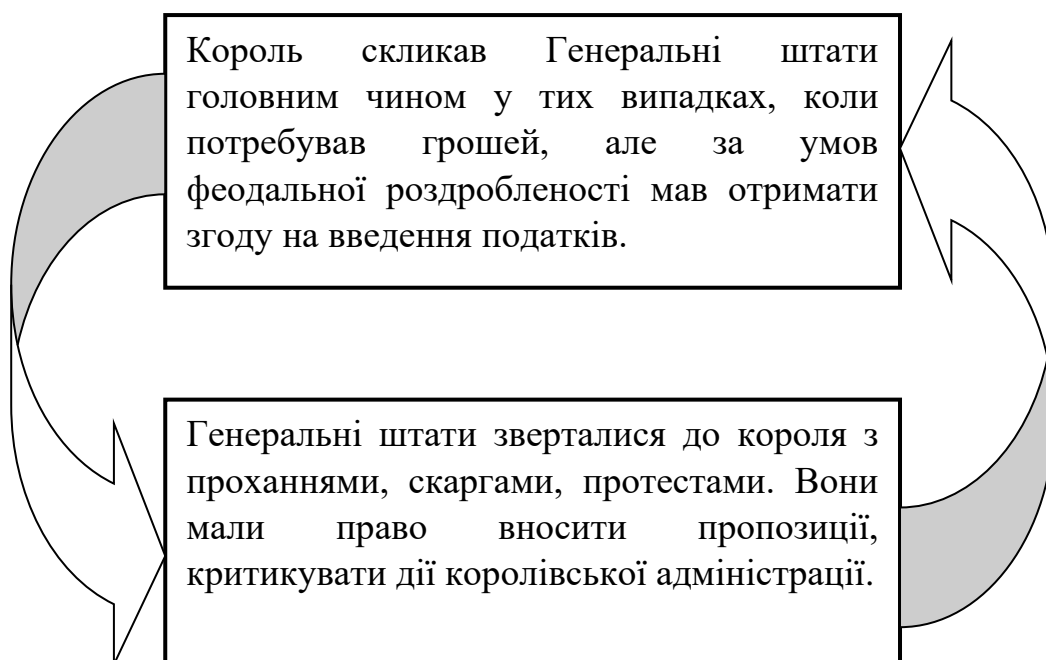 Король скликав Генеральні штати
головним чином у тих випадках, коли
потребував грошей, але за умов
феодальної роздробленості мав отримати
згоду на введення податків.
Генеральні штати зверталися до короля з
проханнями, скаргами, протестами. Вони
мали право вносити пропозиції,
критикувати дії королівської адміністрації.